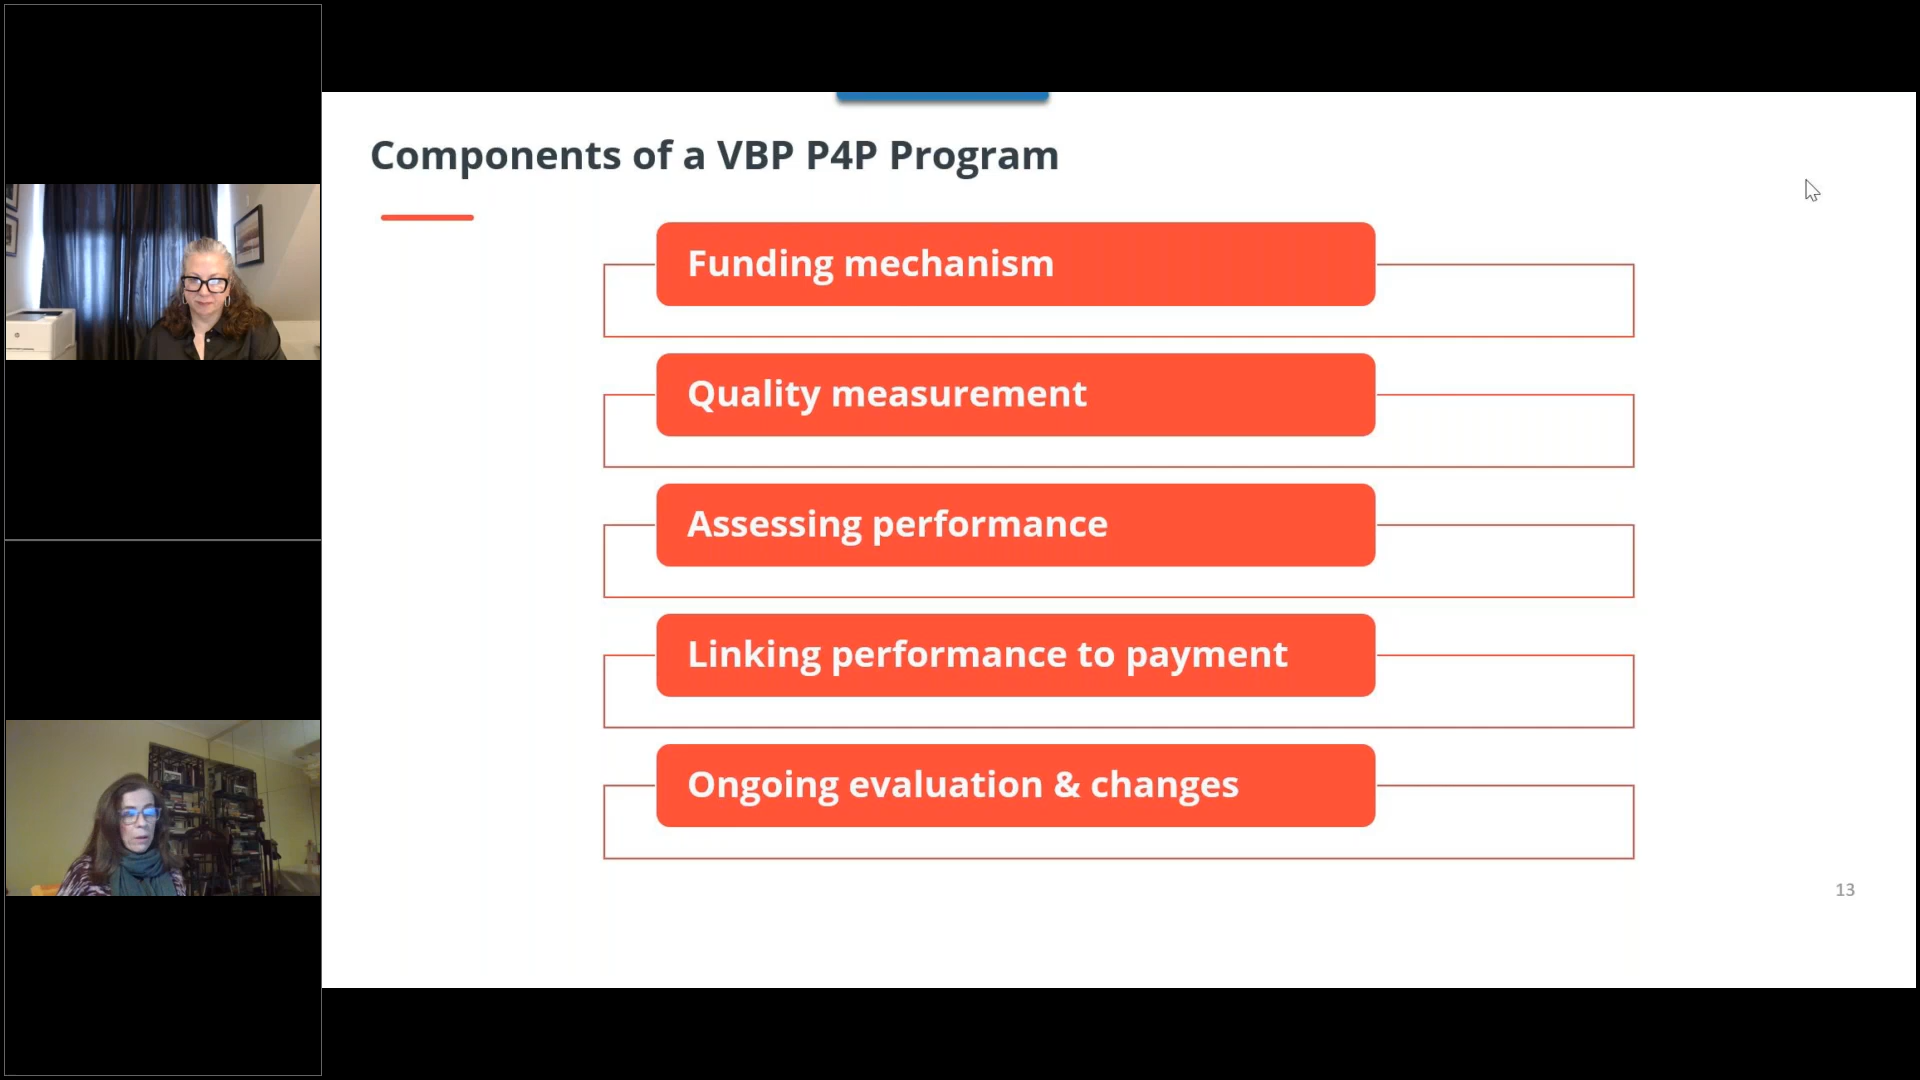 Components of a VBP P4P Program
Funding mechanism
Quality measurement
Assessing performance
Linking performance to payment
Ongoing evaluation & changes
13